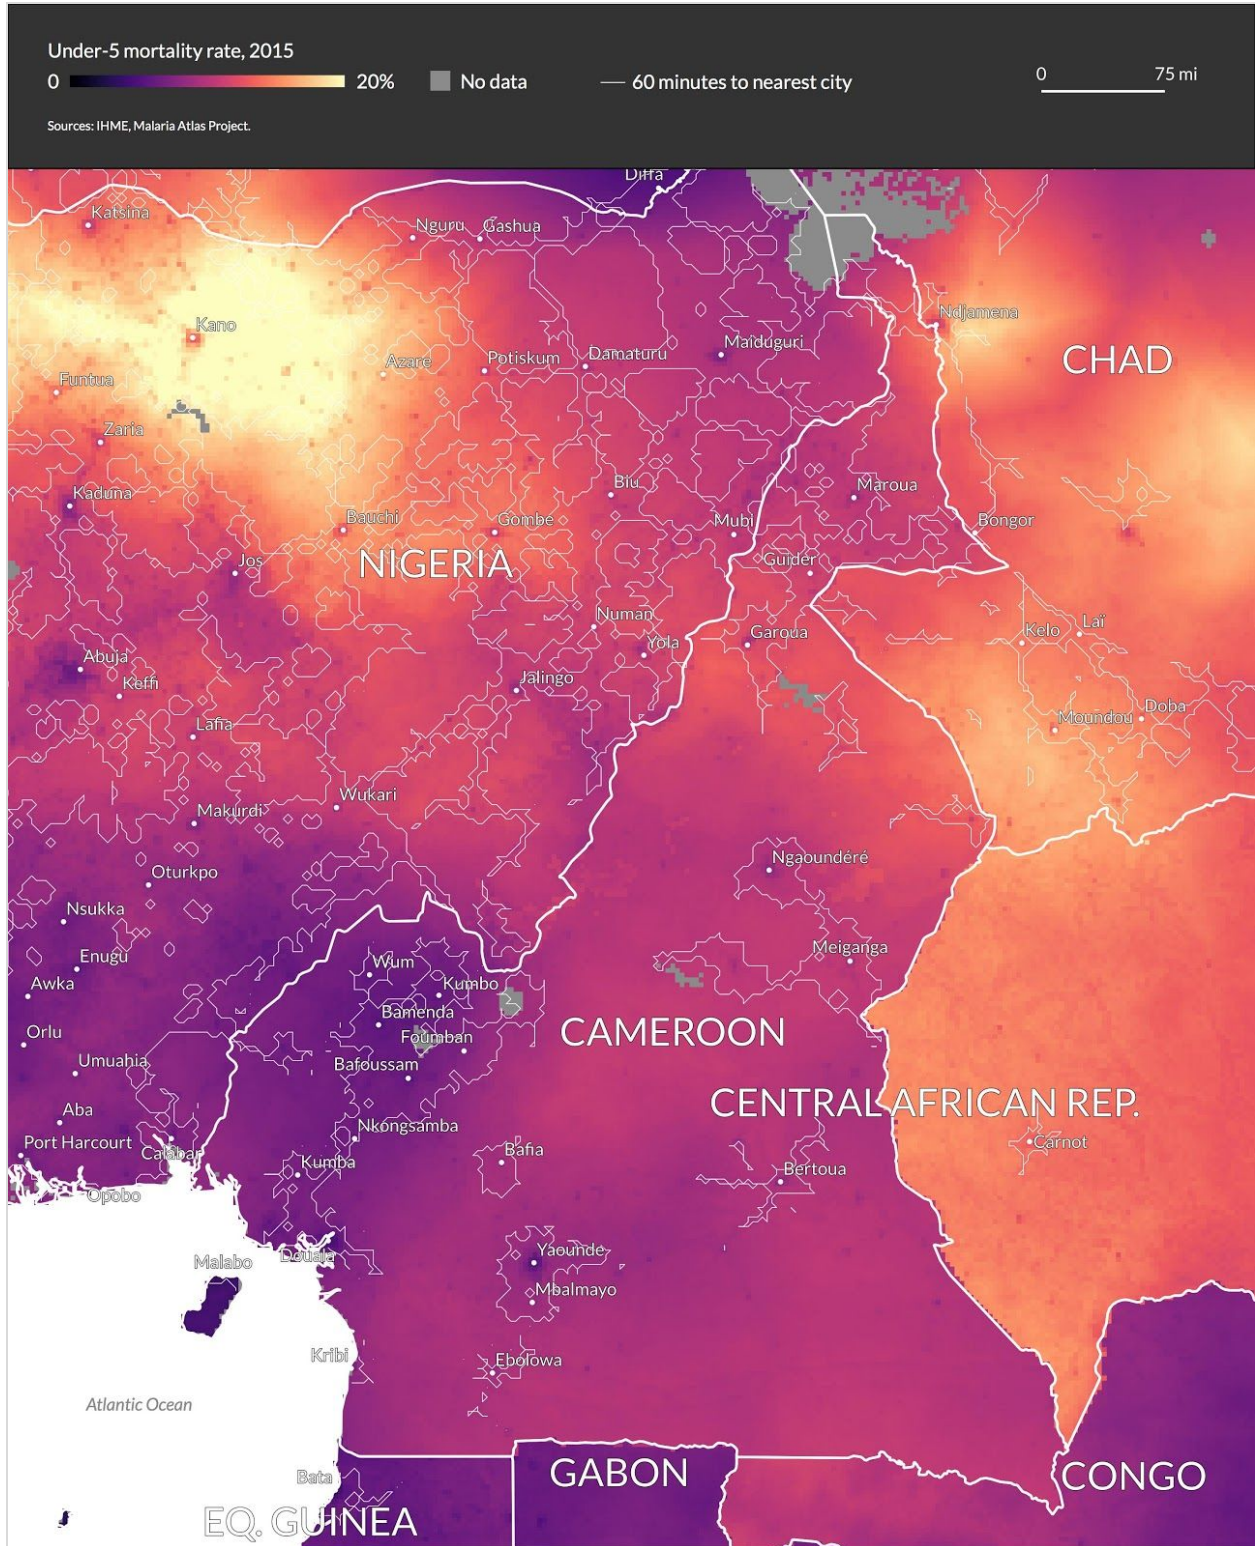 Under-5 mortality rate, 2015
0 20% No data 60 minutes to nearest city 0 75 mi
Sources: IHME, Malaria Atlas Project.
Diffa
Katsina
Nguru Gashua
Kano Ndjamena
Azare Potiskum Damaturu Maiduguri CHAD
Funtua
Zaria
Kaduna Biu Maroua
Bauchi Gombe Mubi Bongor
NIGERIA
Jos Guider
Numan Garoua Kelo Laï
Abuja Yola
Keffi Jalingo
Lafia Moundou Doba
Wukari
Makurdi
Ngaoundéré
Oturkpo
Nsukka
Enugu Meiganga
Awka Wum
Kumbo
Orlu Bamenda CAMEROON
Foumban
Umuahia Bafoussam
CENTRAL AFRICAN REP.
Aba
Port Harcourt Nkongsamba Carnot
Calabar Kumba Bafia Bertoua
Opobo
Malabo Douala Yaounde
Mbalmayo
Kribi Ebolowa
Atlantic Ocean
Bata GABON CONGO
EQ. GUINEA